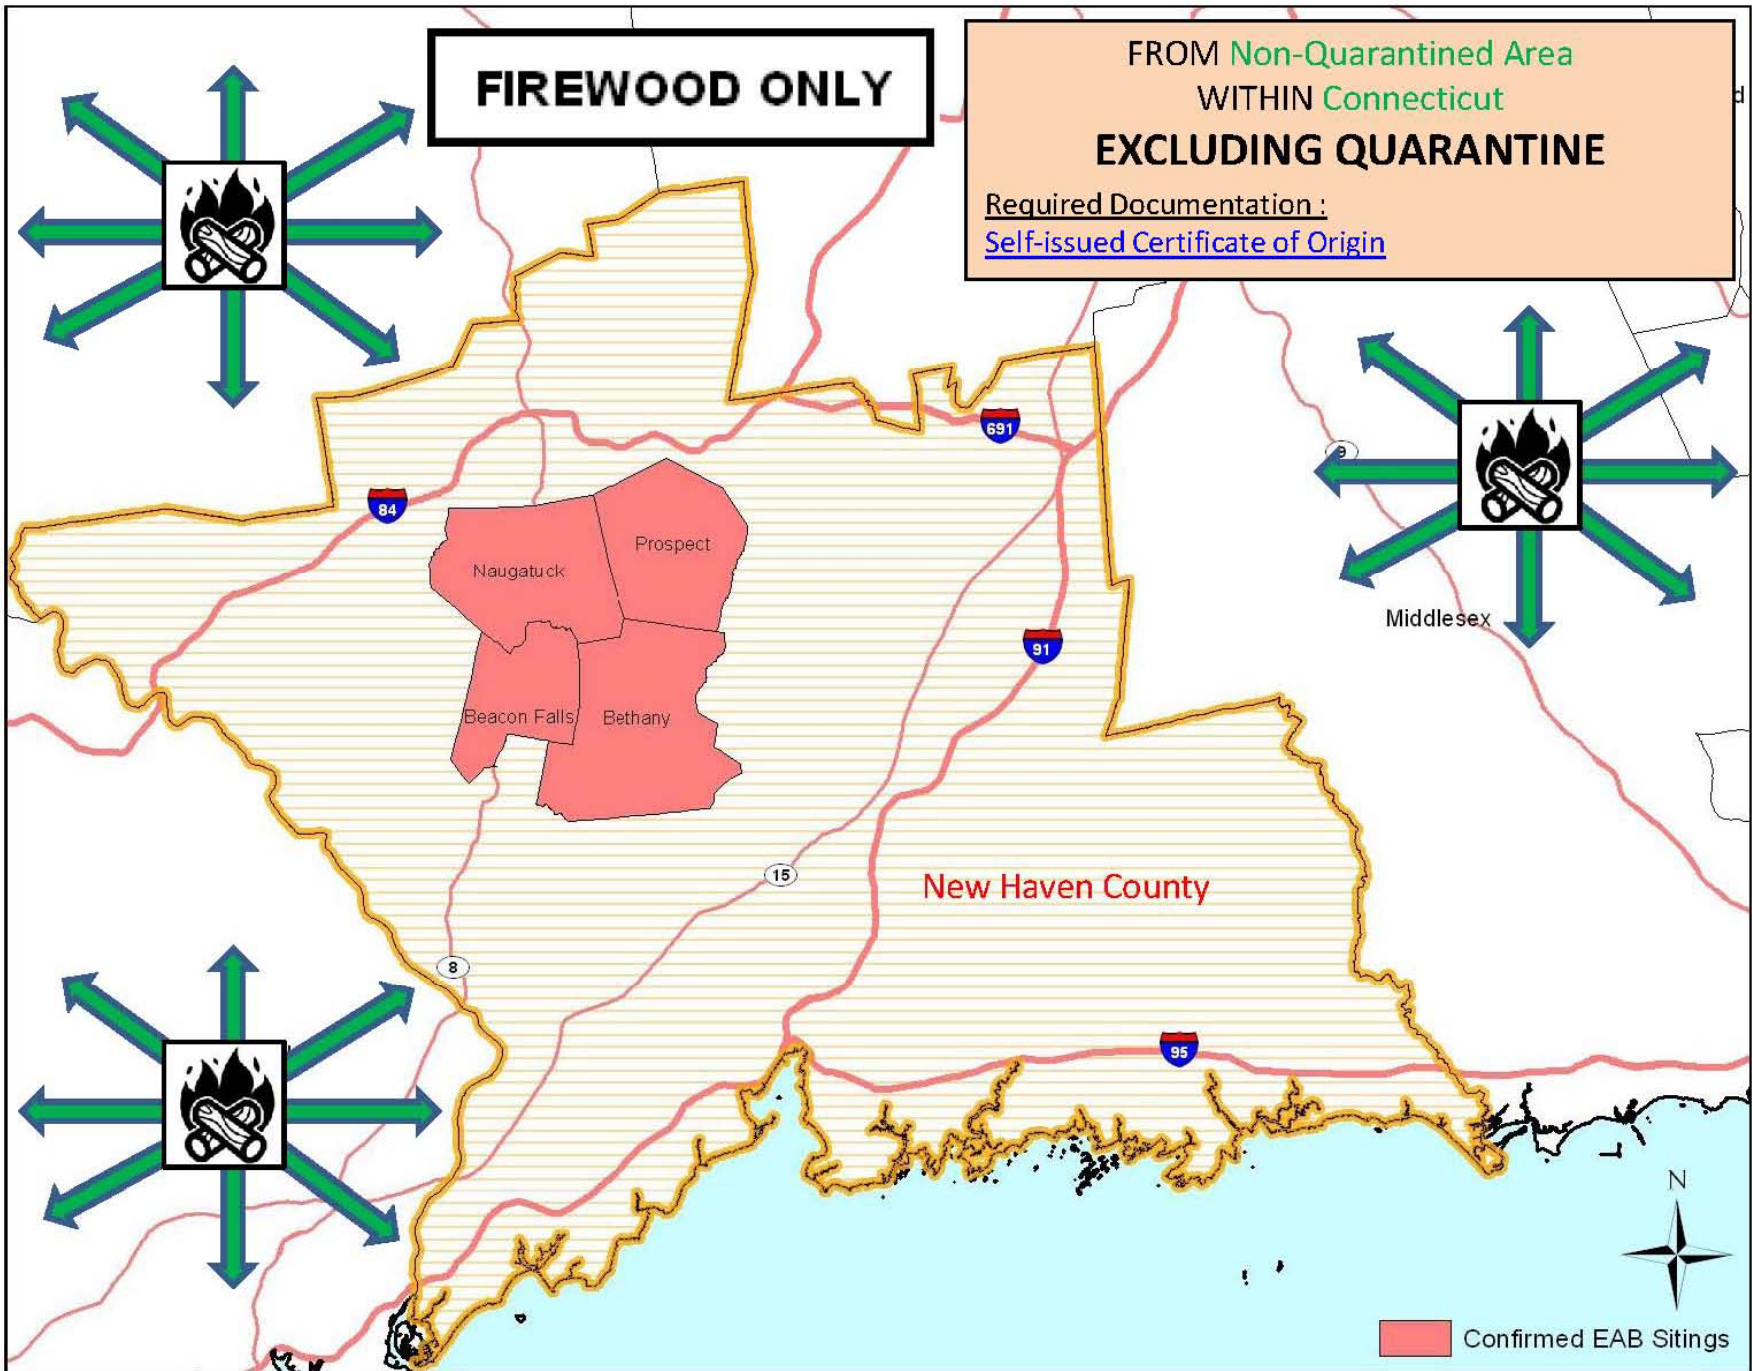 FIREWOOD ONLY
FROM Non-Quarantined Area
WITHIN Connecticut
EXCLUDING QUARANTINE
Required Documentation :
Self-issued Certificate of Origin
d
691
9
84
Prospect
Naugatuck
Middlesex
91
Beacon Falls
Bethany
15
New Haven County
8
95
N
Confirmed EAB Sitings